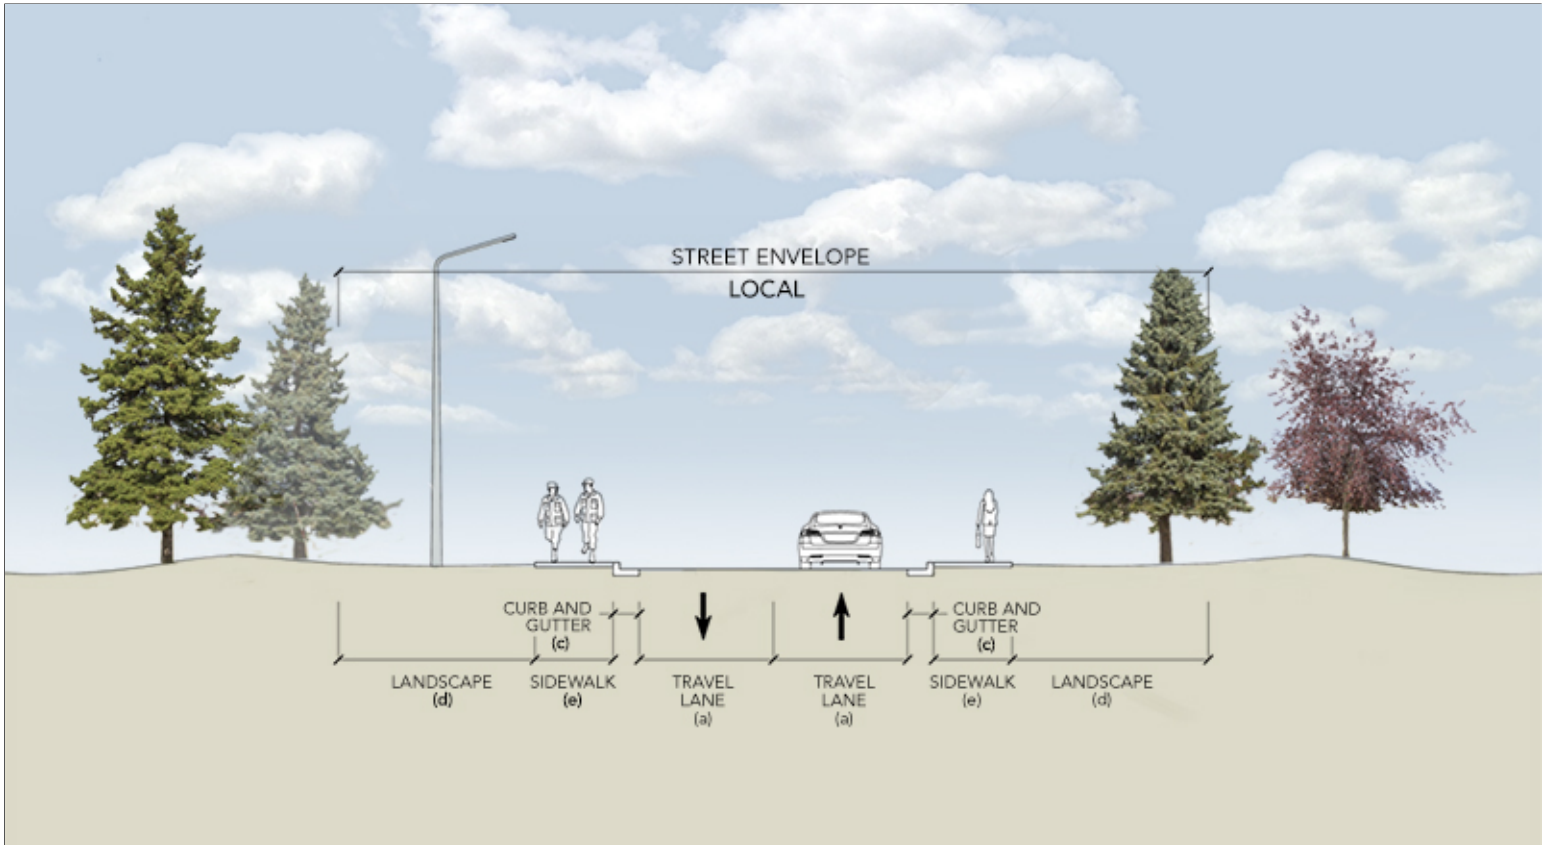 STREET ENVELOPE
LOCAL
CURB AND
GUTTER
(c)
CURB AND
GUTTER
(c)
LANDSCAPE
(d)
SIDEWALK
(e)
TRAVEL
LANE
(a)
TRAVEL
LANE
(a)
SIDEWALK
(e)
LANDSCAPE
(d)